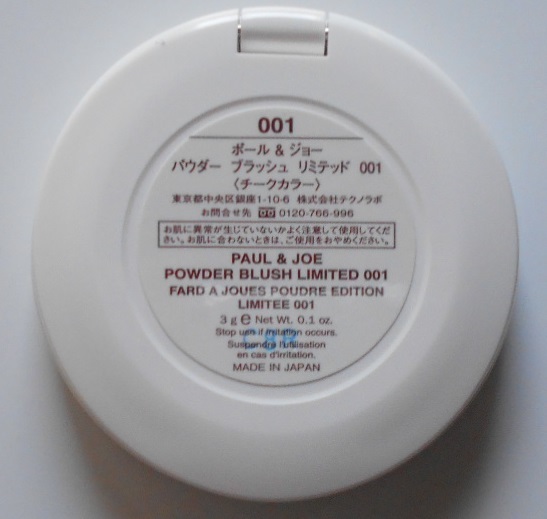 001
ポール & ジョー
パウダー ブラッシュ リミテッド 001
〈チークカラー〉
東京都中央区銀座1-10-6 株式会社テクノラボ
お問合せ先 0120-766-996
お肌に異常が生じていないかよく注意して使用してくだ
さい。お肌に合わないときは、ご使用をおやめください。
PAUL & JOE
POWDER BLUSH LIMITED 001
FARD A JOUES POUDRE EDITION
LIMITEE 001
3 g e Net Wt. 0.1 oz.
Stop use if irritation occurs.
Suspendre l'utilisation
en cas d'irritation.
MADE IN JAPAN